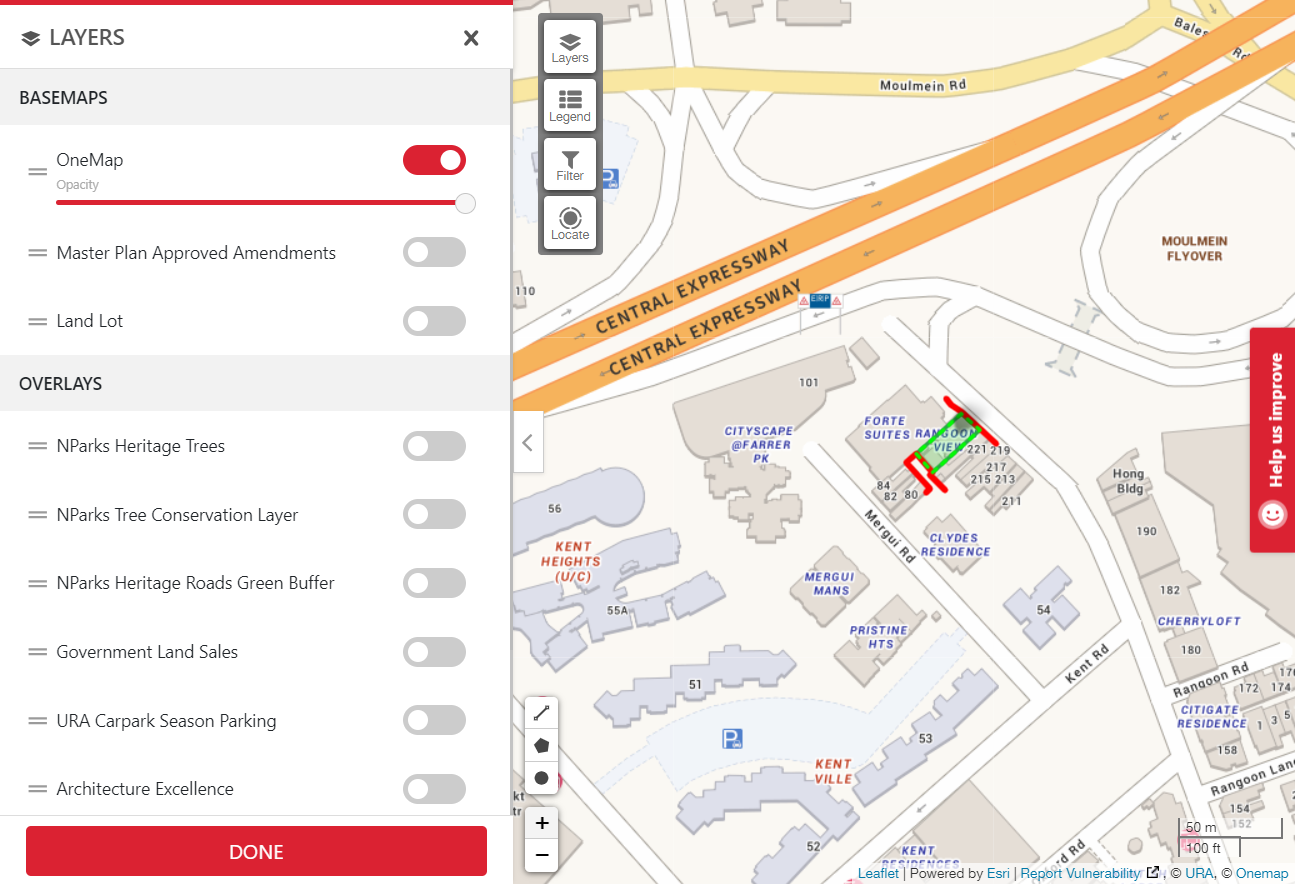 LAYERS
BASEMAPS
OneMap
Opacity
Master Plan Approved Amendments
Land Lot
OVERLAYS
NParks Heritage Trees
NParks Tree Conservation Layer
NParks Heritage Roads Green Buffer
Government Land Sales
URA Carpark Season Parking
Architecture Excellence
DONE
Layers
Legend
Filter
Locate
Moulmein Rd
Rd
CENTRAL EXPRESSWAY
CENTRAL EXPRESSWAY
MOULMEIN
FLYOVER
ERP
110
101
CITYSCAPE
@FARRER
PK
FORTE
SUITES
RANGOON
VIEW
221 219
217
215 213
211
84
82 80
Mergui Rd
CLYDES
RESIDENCE
MERGUI
MANS
PRISTINE
HTS
54
56
KENT
HEIGHTS
(U/C)
55A
51
53
52
KENT
VILLE
KENT
RESIDENCES
Kent Rd
Hong
Bldg
190
182
CHERRYLOFT
180
Rangoon Rd
172 174
CITIGATE
RESIDENCE
1 3 5
158
154
152
P
P
Help us improve
+
−
50 m
100 ft
Leaflet | Powered by Esri | Report Vulnerability , © URA, © Onemap